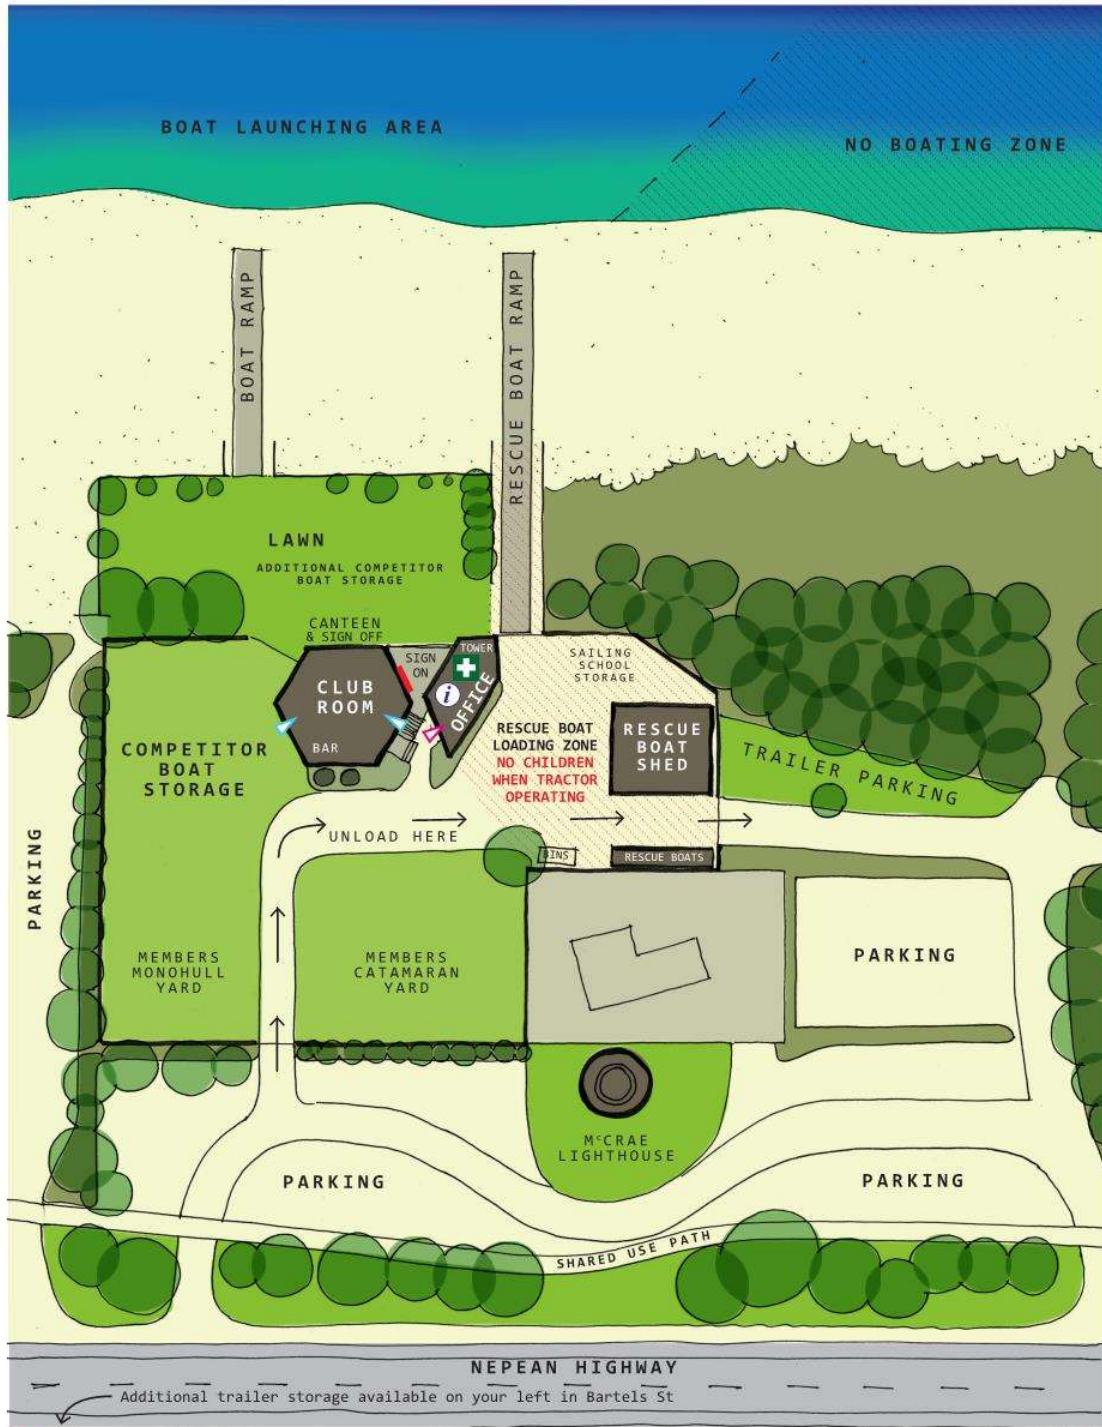 BOAT LAUNCHING AREA
NO BOATING ZONE
BOAT RAMP
RESCUE BOAT RAMP
LAWN
ADDITIONAL COMPETITOR
BOAT STORAGE
CANTEEN
& SIGN OFF
SIGN
ON
TOWER
i
OFFICE
CLUB
ROOM
BAR
SAILING
SCHOOL
STORAGE
RESCUE BOAT
LOADING ZONE
NO CHILDREN
WHEN TRACTOR
OPERATING
RESCUE
BOAT
SHED
TRAILER PARKING
COMPETITOR
BOAT
STORAGE
UNLOAD HERE
BINS
RESCUE BOATS
PARKING
MEMBERS
MONOHULL
YARD
MEMBERS
CATAMARAN
YARD
PARKING
McCRAE
LIGHTHOUSE
PARKING
PARKING
SHARED USE PATH
NEPEAN HIGHWAY
Additional trailer storage available on your left in Bartels St